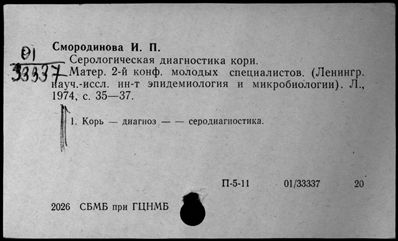 Смородинова И. П.
01
Серологическая диагностика кори.
33337
Матер. 2-й конф. молодых специалистов. (Ленингр.
науч.-иссл. ин-т эпидемиология и микробиологии). Л.,
1974, с. 35—37.
1. Корь — диагноз — — серодиагностика.
П-5-11 01/33337 20
2026 СБМБ при ГЦНМБ